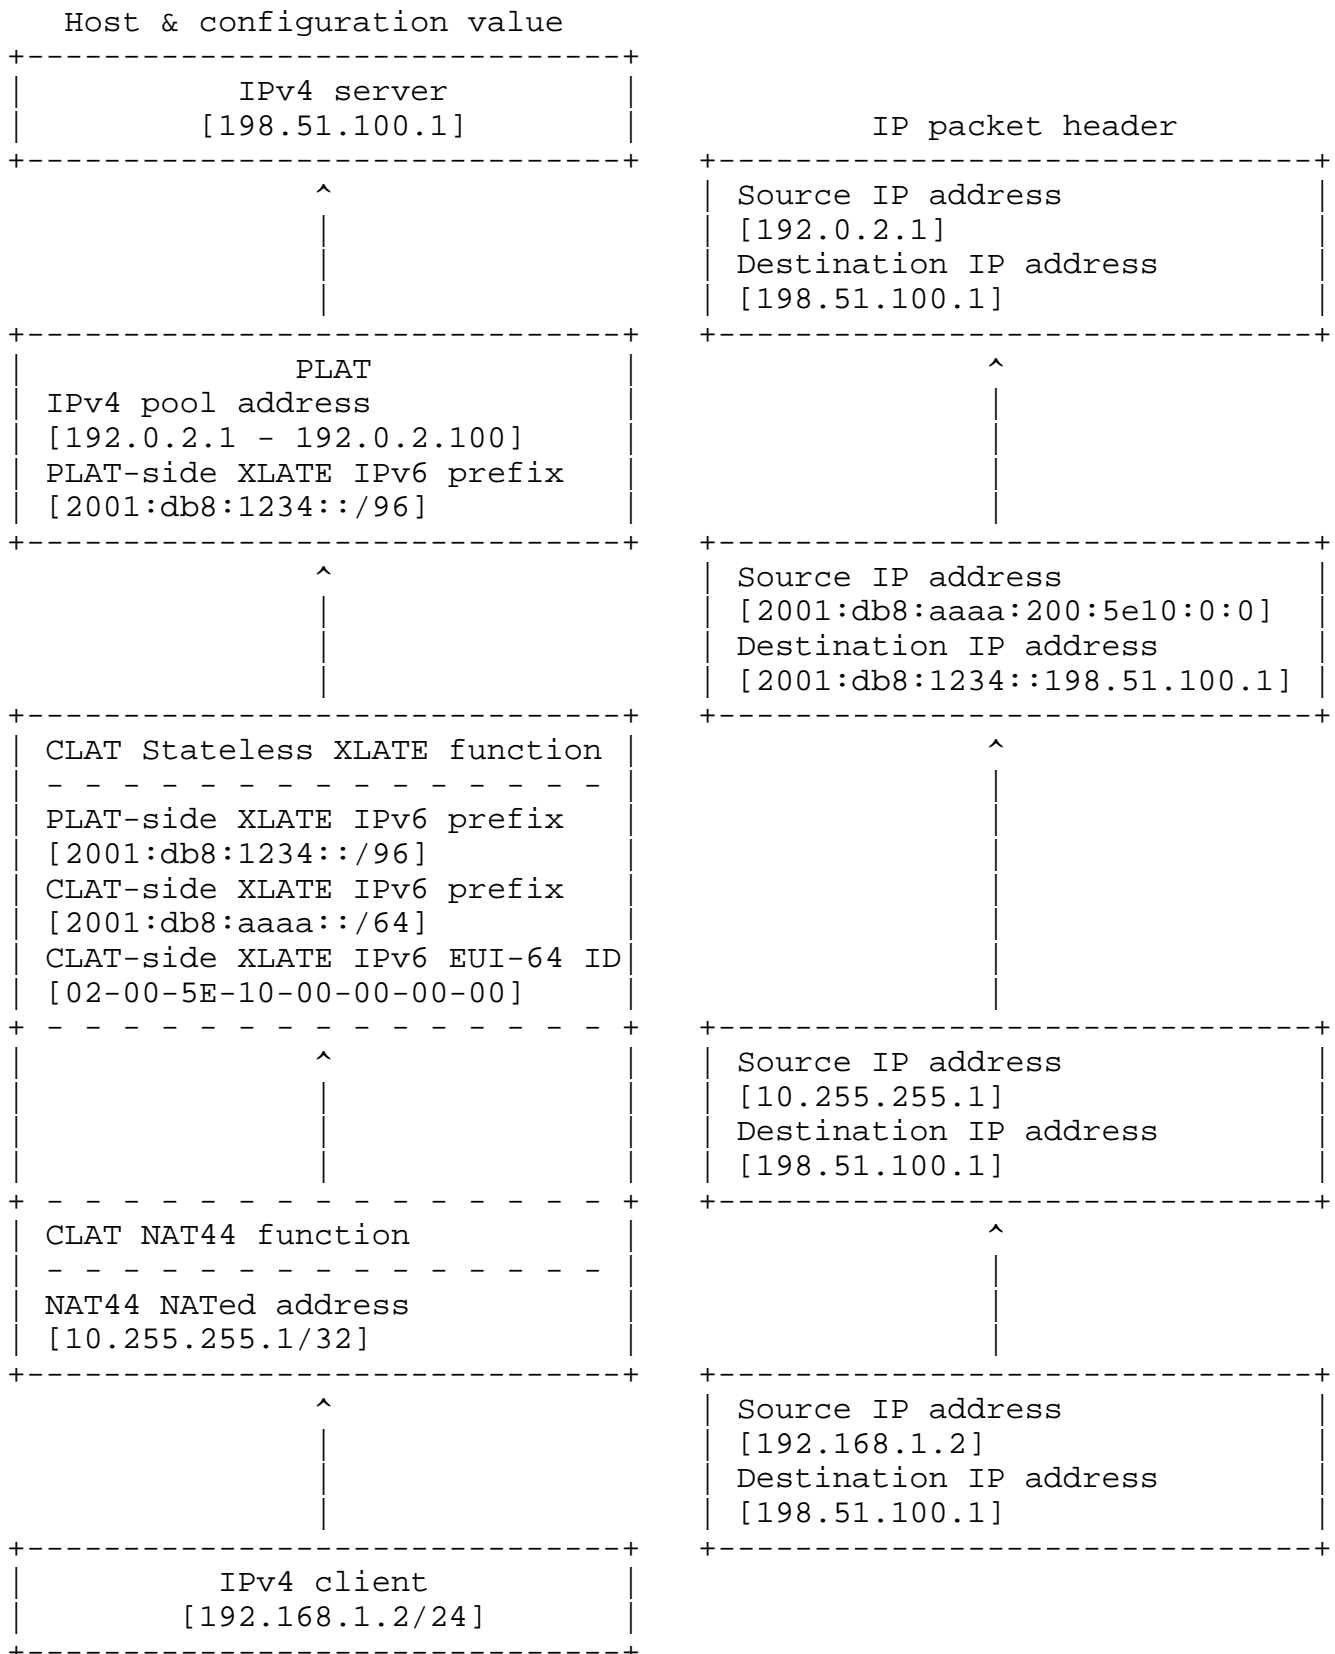 Host & configuration value
IPv4 server
[198.51.100.1]
IP packet header
Source IP address
[192.0.2.1]
Destination IP address
[198.51.100.1]
PLAT
IPv4 pool address
[192.0.2.1 - 192.0.2.100]
PLAT-side XLATE IPv6 prefix
[2001:db8:1234::/96]
Source IP address
[2001:db8:aaaa:200:5e10:0:0]
Destination IP address
[2001:db8:1234::198.51.100.1]
CLAT Stateless XLATE function
PLAT-side XLATE IPv6 prefix
[2001:db8:1234::/96]
CLAT-side XLATE IPv6 prefix
[2001:db8:aaaa::/64]
CLAT-side XLATE IPv6 EUI-64 ID
[02-00-5E-10-00-00-00-00]
Source IP address
[10.255.255.1]
Destination IP address
[198.51.100.1]
CLAT NAT44 function
NAT44 NATed address
[10.255.255.1/32]
Source IP address
[192.168.1.2]
Destination IP address
[198.51.100.1]
IPv4 client
[192.168.1.2/24]